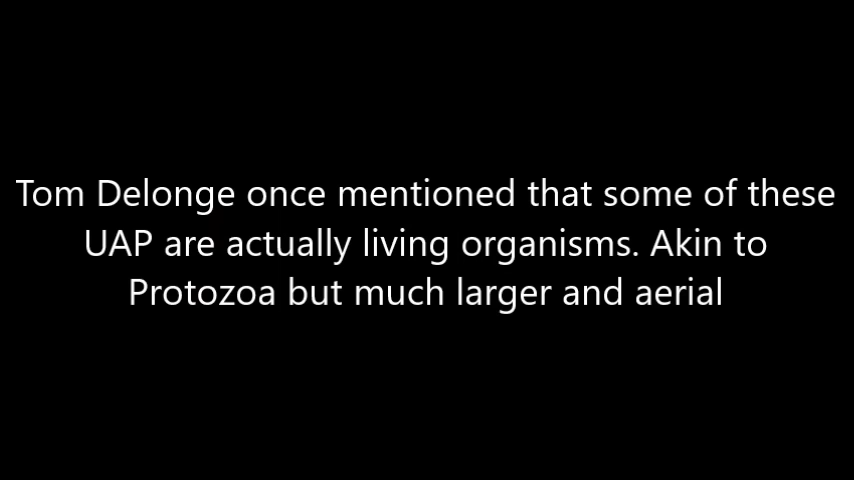 Tom Delonge once mentioned that some of these
UAP are actually living organisms. Akin to
Protozoa but much larger and aerial